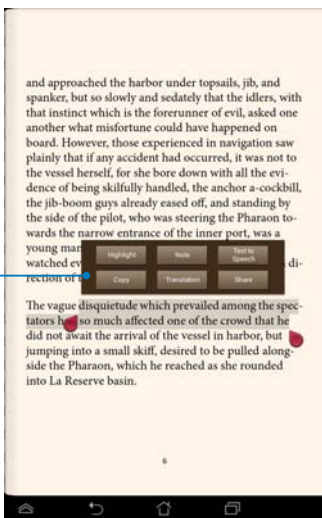 and approached the harbor under topsails, jib, and
spanker, but so slowly and sedately that the idlers, with
that instinct which is the forerunner of evil, asked one
another what misfortune could have happened on
board. However, those experienced in navigation saw
plainly that if any accident had occurred, it was not to
the vessel herself, for she bore down with all the evi-
dence of being skilfully handled, the anchor a-cockbill,
the jib-boom guys already eased off, and standing by
the side of the pilot, who was steering the Pharaon to-
wards the narrow entrance of the inner port, was a
young man
Highlight Note Text to Speech
watched ev di-
Copy Translation Share
rection of
The vague disquietude which prevailed among the spec-
tators had so much affected one of the crowd that he
did not await the arrival of the vessel in harbor, but
jumping into a small skiff, desired to be pulled along-
side the Pharaon, which he reached as she rounded
into La Reserve basin.
6